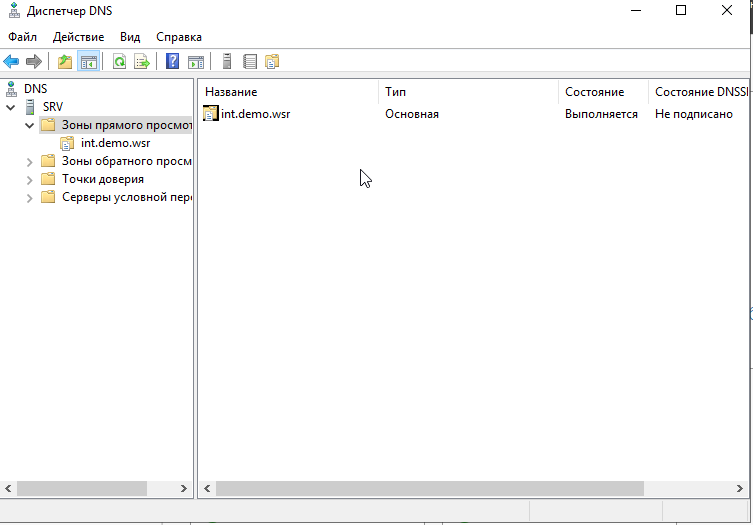 Диспетчер DNS
Файл Действие Вид Справка
DNS
SRV
Зоны прямого просмот
int.demo.wsr
Зоны обратного просм
Точки доверия
Серверы условной пере
Название Тип Состояние Состояние DNSSI
int.demo.wsr Основная Выполняется Не подписано